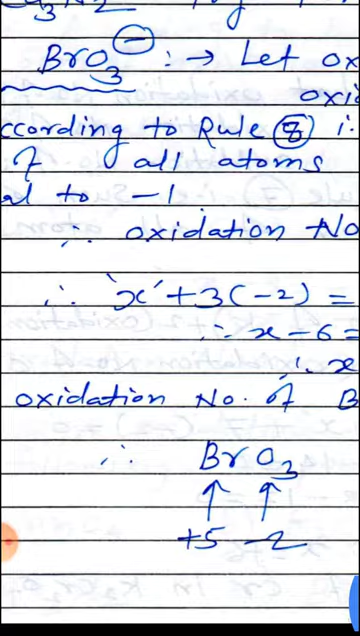 BrO3⊖ :→ Let ox
oxi
ccording to Rule ⑧ i:
of all atoms
al to -1.
∴ oxidation No
∴ 'x' + 3(-2) =
∴ x - 6 =
∴ x
oxidation No. of B
∴ BrO3
↑ ↑
+5 -2